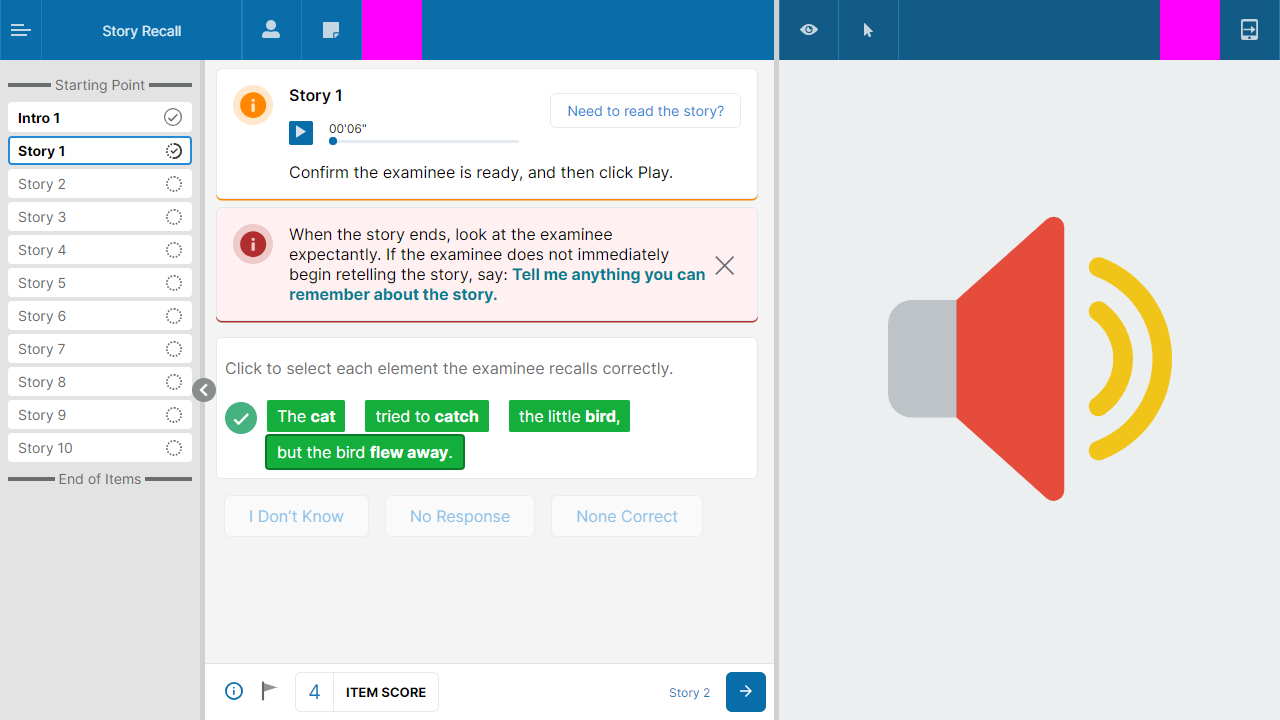 Story Recall
Starting Point
Intro 1
Story 1
Story 2
Story 3
Story 4
Story 5
Story 6
Story 7
Story 8
Story 9
Story 10
End of Items
Story 1
Need to read the story?
00'06"
Confirm the examinee is ready, and then click Play.
When the story ends, look at the examinee
expectantly. If the examinee does not immediately
begin retelling the story, say: Tell me anything you can
remember about the story.
Click to select each element the examinee recalls correctly.
The cat tried to catch the little bird,
but the bird flew away.
I Don’t Know No Response None Correct
4 ITEM SCORE
Story 2